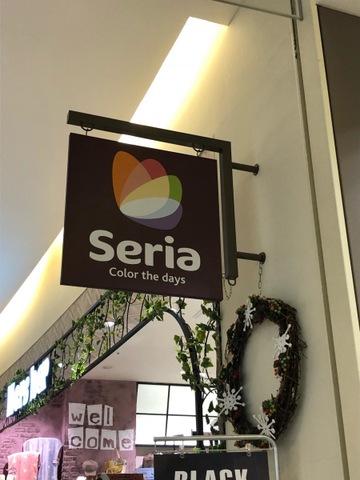 Seria
Color the days
wel
come
BLACK